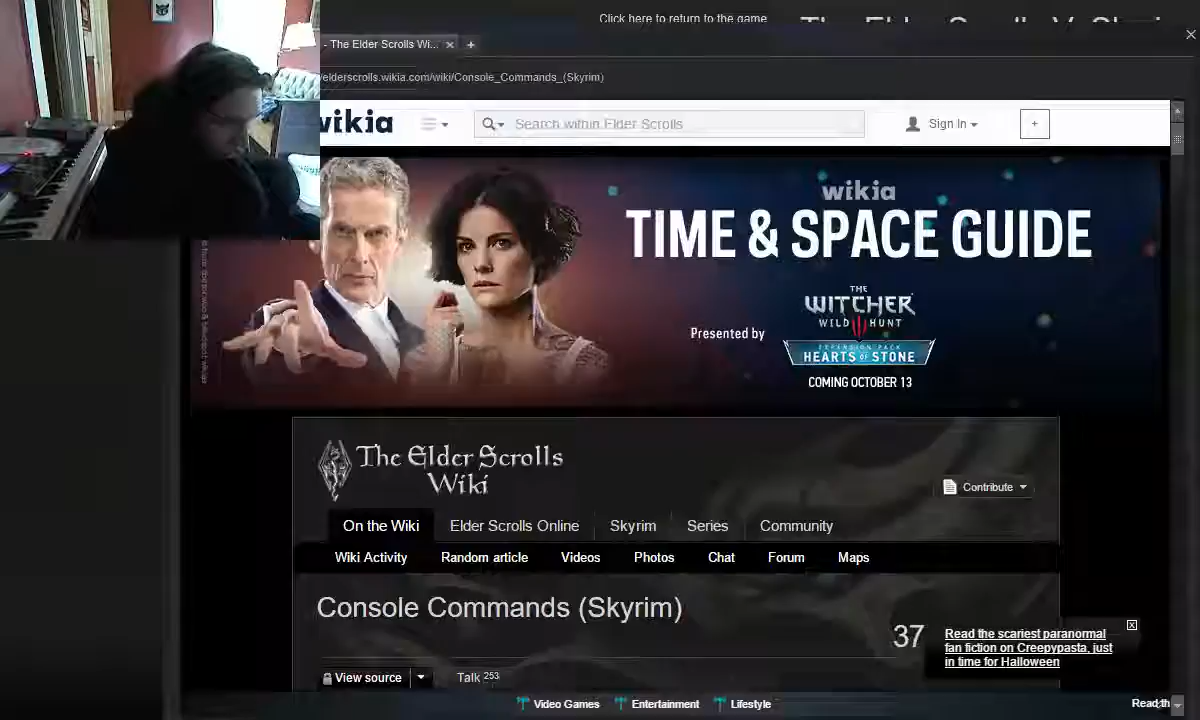 Click here to return to the game
- The Elder Scrolls Wi...
elderscrolls.wikia.com/wiki/Console_Commands_(Skyrim)
wikia
Search within Elder Scrolls
Sign In
wikia
TIME & SPACE GUIDE
Presented by
THE
WITCHER
WILD HUNT
EXPANSION PACK
HEARTS OF STONE
COMING OCTOBER 13
The Elder Scrolls
Wiki
Contribute
On the Wiki
Elder Scrolls Online
Skyrim
Series
Community
Wiki Activity
Random article
Videos
Photos
Chat
Forum
Maps
Console Commands (Skyrim)
37
Read the scariest paranormal
fan fiction on Creepypasta, just
in time for Halloween
View source
Talk 253
Video Games
Entertainment
Lifestyle